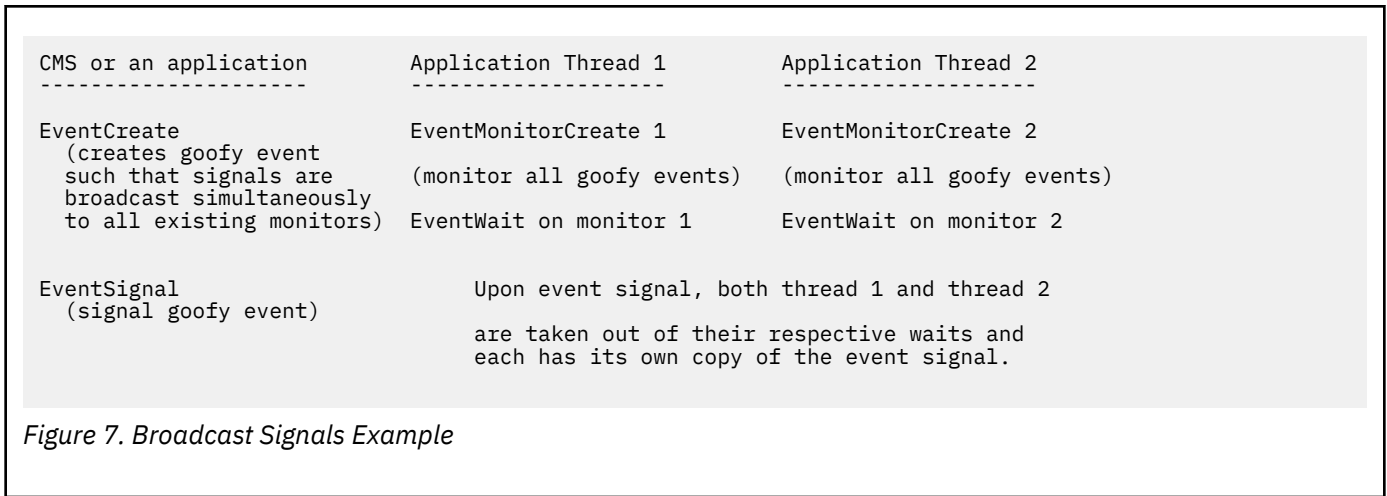 CMS or an application Application Thread 1 Application Thread 2
--------------------- -------------------- --------------------
EventCreate EventMonitorCreate 1 EventMonitorCreate 2
(creates goofy event
such that signals are (monitor all goofy events) (monitor all goofy events)
broadcast simultaneously
to all existing monitors) EventWait on monitor 1 EventWait on monitor 2
EventSignal Upon event signal, both thread 1 and thread 2
(signal goofy event)
are taken out of their respective waits and
each has its own copy of the event signal.
Figure 7. Broadcast Signals Example